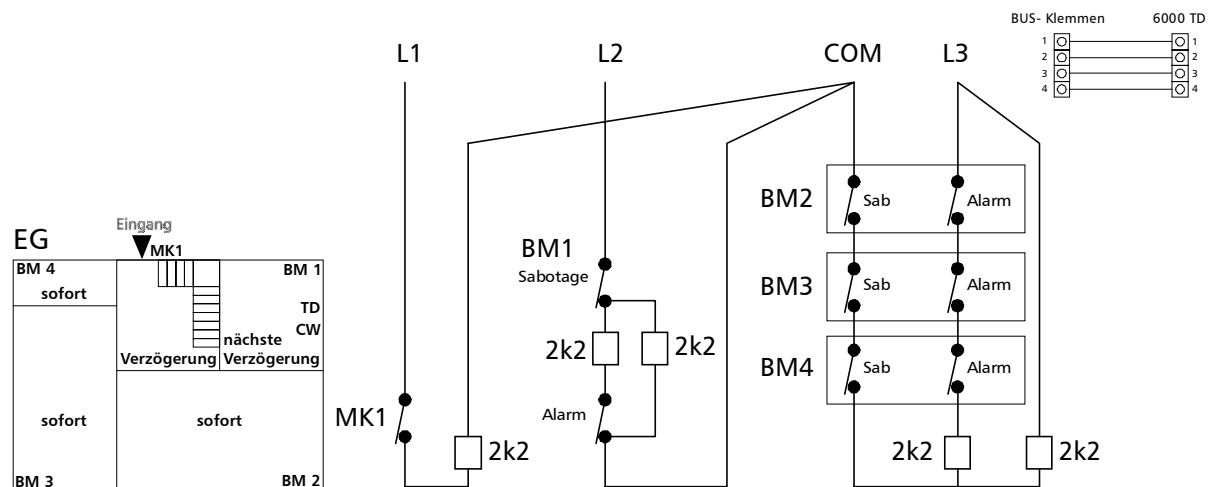 BUS- Klemmen 6000 TD
1 1
2 2
3 3
4 4
L1 L2 COM L3
BM2 Sab Alarm
Eingang
EG
MK1
BM 4 BM 1
sofort
TD
CW
nächste
Verzögerung Verzögerung
sofort sofort
BM 3 BM 2
BM1
Sabotage
2k2 2k2
Alarm
MK1
2k2
BM3 Sab Alarm
BM4 Sab Alarm
2k2 2k2